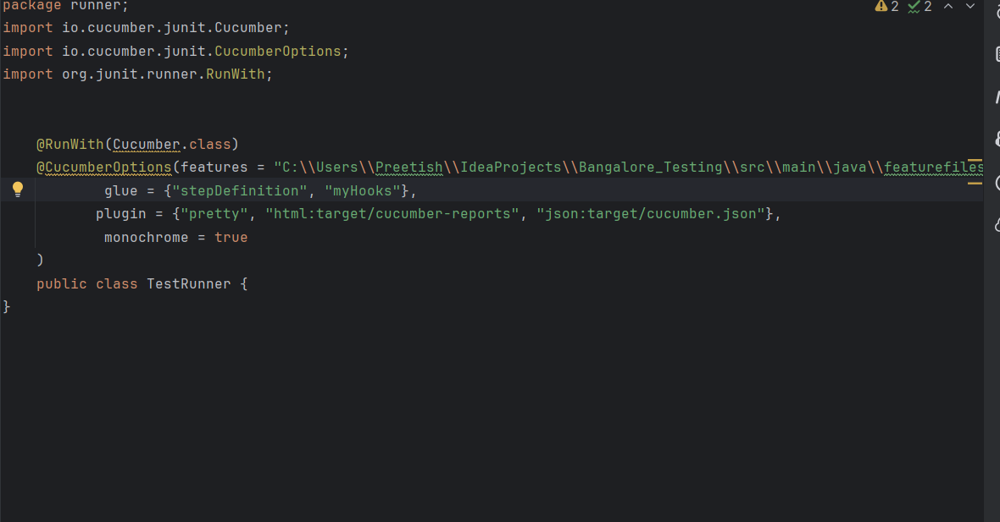 package runner;
2 2
import io.cucumber.junit.Cucumber;
import io.cucumber.junit.CucumberOptions;
import org.junit.runner.RunWith;
@RunWith(Cucumber.class)
@CucumberOptions(features = "C:\\Users\\Preetish\\IdeaProjects\\Bangalore_Testing\\src\\main\\java\\featurefiles
glue = {"stepDefinition", "myHooks"},
plugin = {"pretty", "html:target/cucumber-reports", "json:target/cucumber.json"},
monochrome = true
)
public class TestRunner {
}